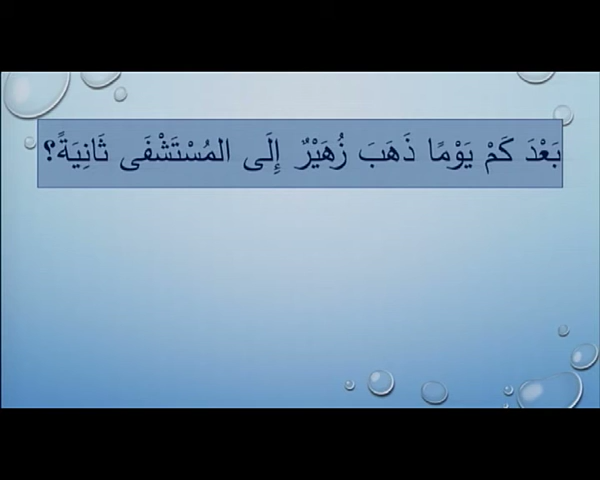 بَعْدَ كَمْ يَوْمًا ذَهَبَ زُهَيْرٌ إِلَى المُسْتَشْفَى ثَانِيَةً؟